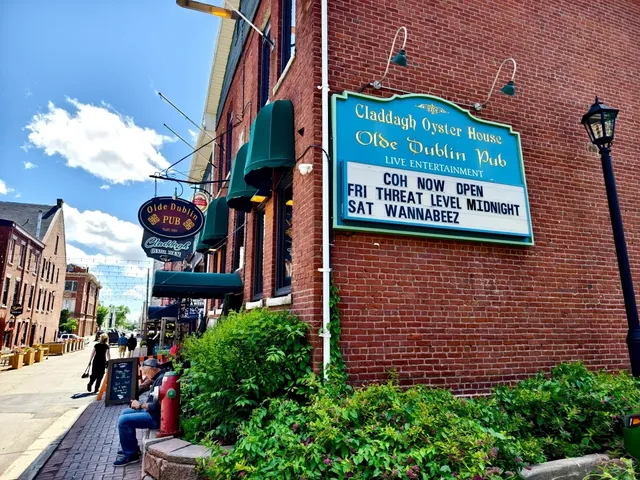 Claddagh Oyster House
Olde Dublin Pub
LIVE ENTERTAINMENT
COH NOW OPEN
FRI THREAT LEVEL MIDNIGHT
SAT WANNABEEZ
Olde Dublin
PUB
Claddagh